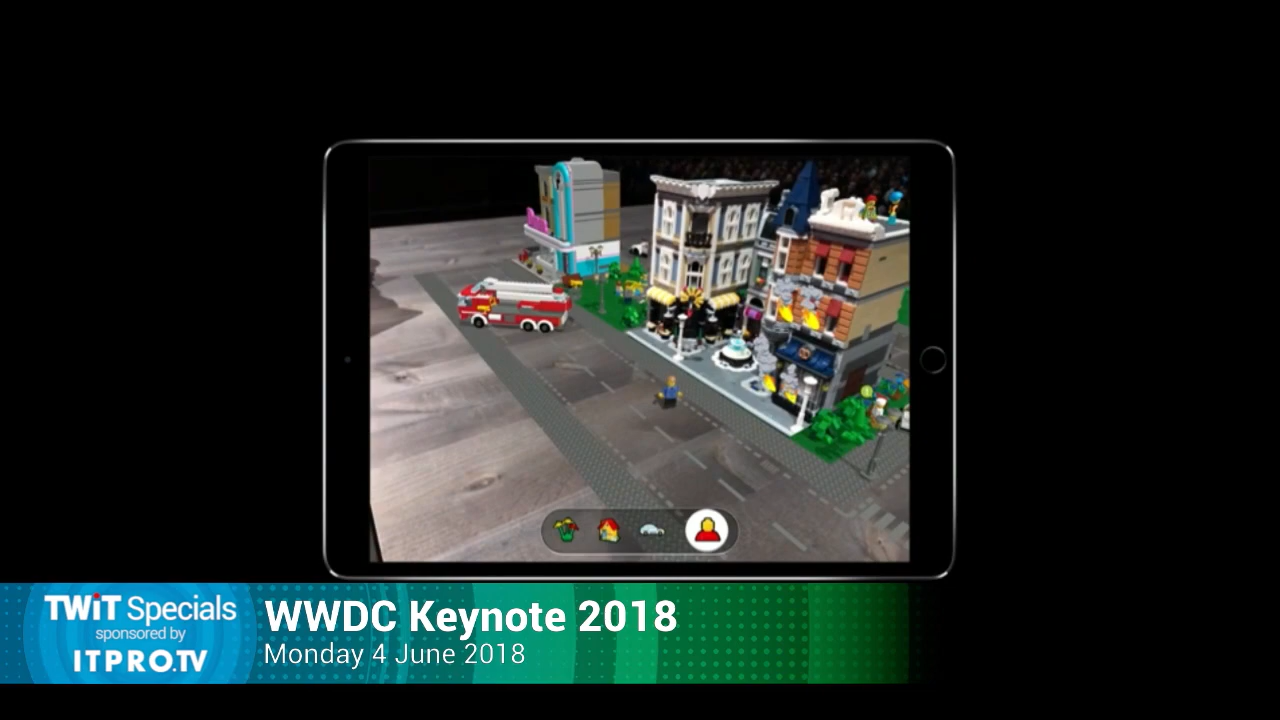 TWiT Specials
sponsored by
ITPRO.TV
WWDC Keynote 2018
Monday 4 June 2018